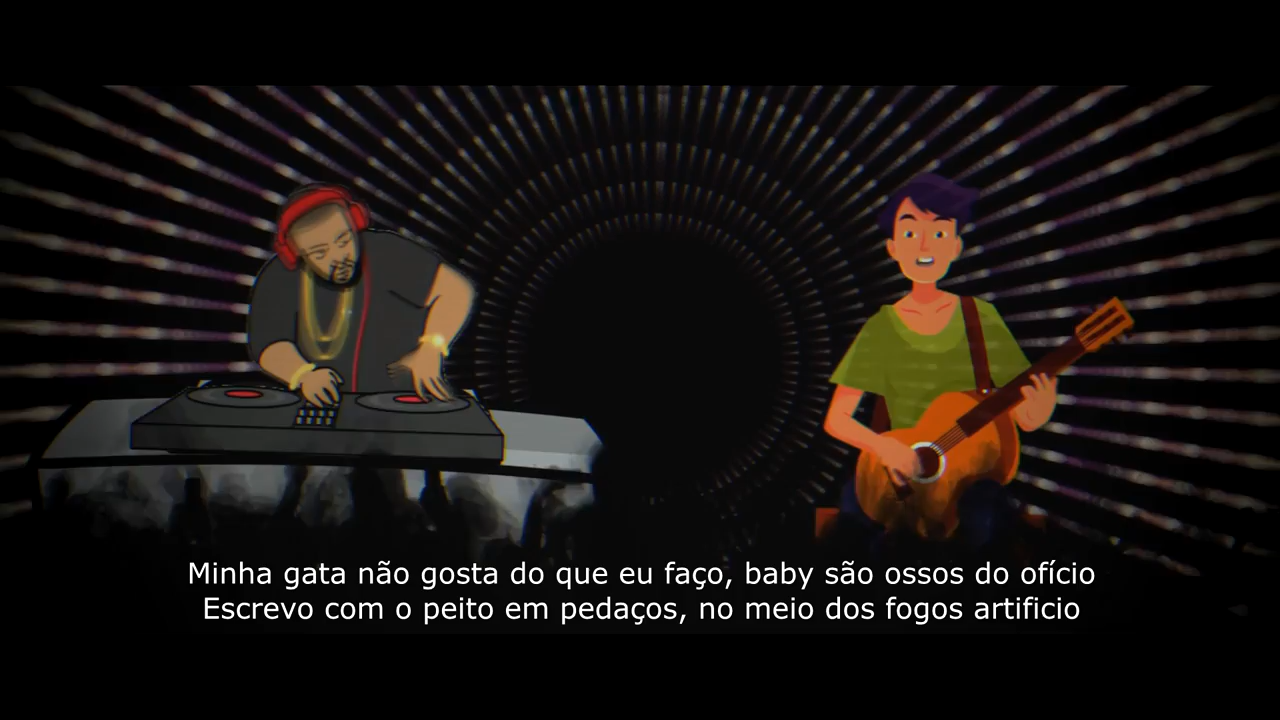 Minha gata não gosta do que eu faço, baby são ossos do ofício
Escrevo com o peito em pedaços, no meio dos fogos artificio